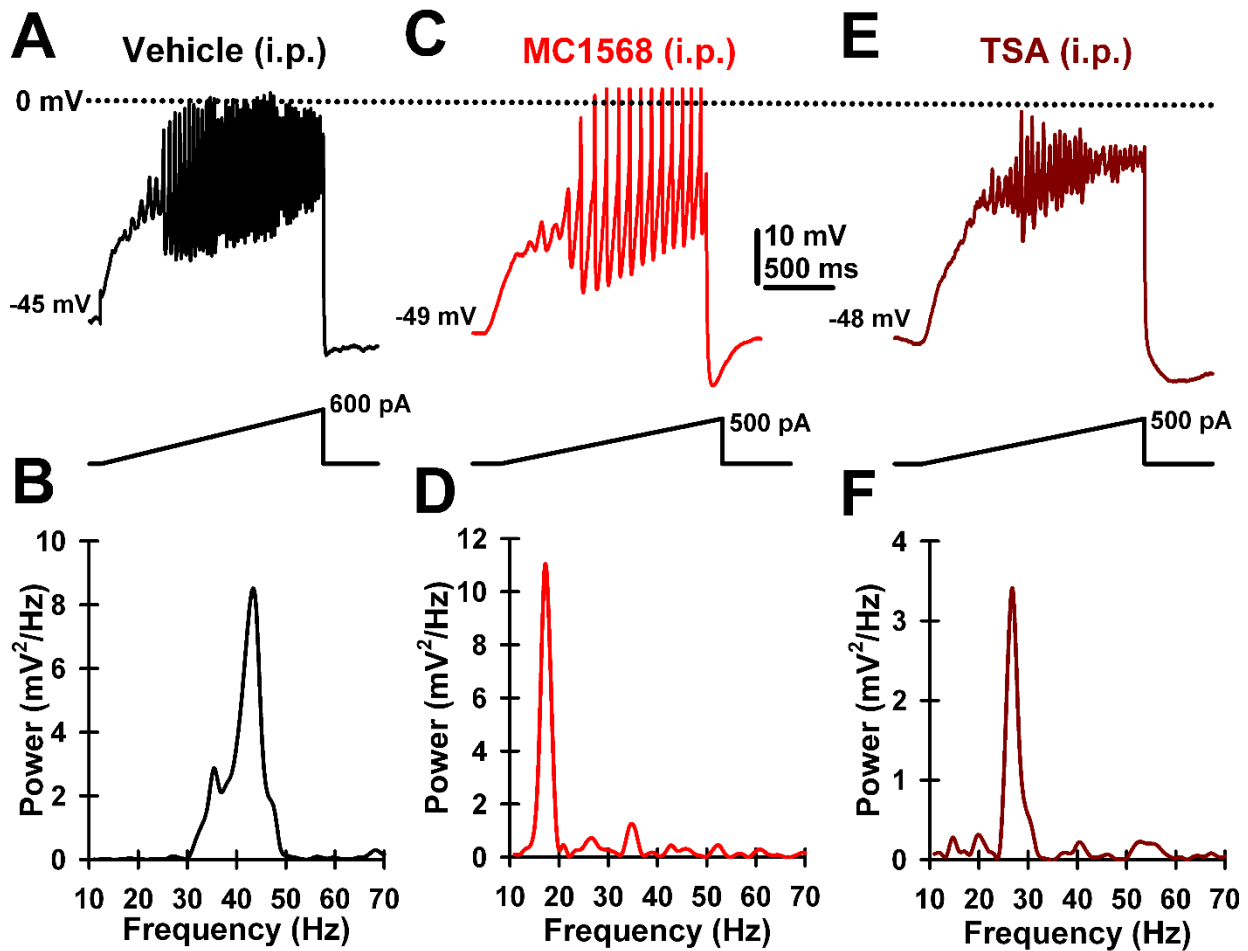 A
Vehicle (i.p.)
C
MC1568 (i.p.)
E
TSA (i.p.)
0 mV
10 mV
500 ms
-45 mV
-49 mV
-48 mV
600 pA
500 pA
500 pA
B
D
F
Power (mV²/Hz)
10
8
6
4
2
0
10 20 30 40 50 60 70
Frequency (Hz)
Power (mV²/Hz)
12
10
8
6
4
2
0
10 20 30 40 50 60 70
Frequency (Hz)
Power (mV²/Hz)
4
3
2
1
0
10 20 30 40 50 60 70
Frequency (Hz)